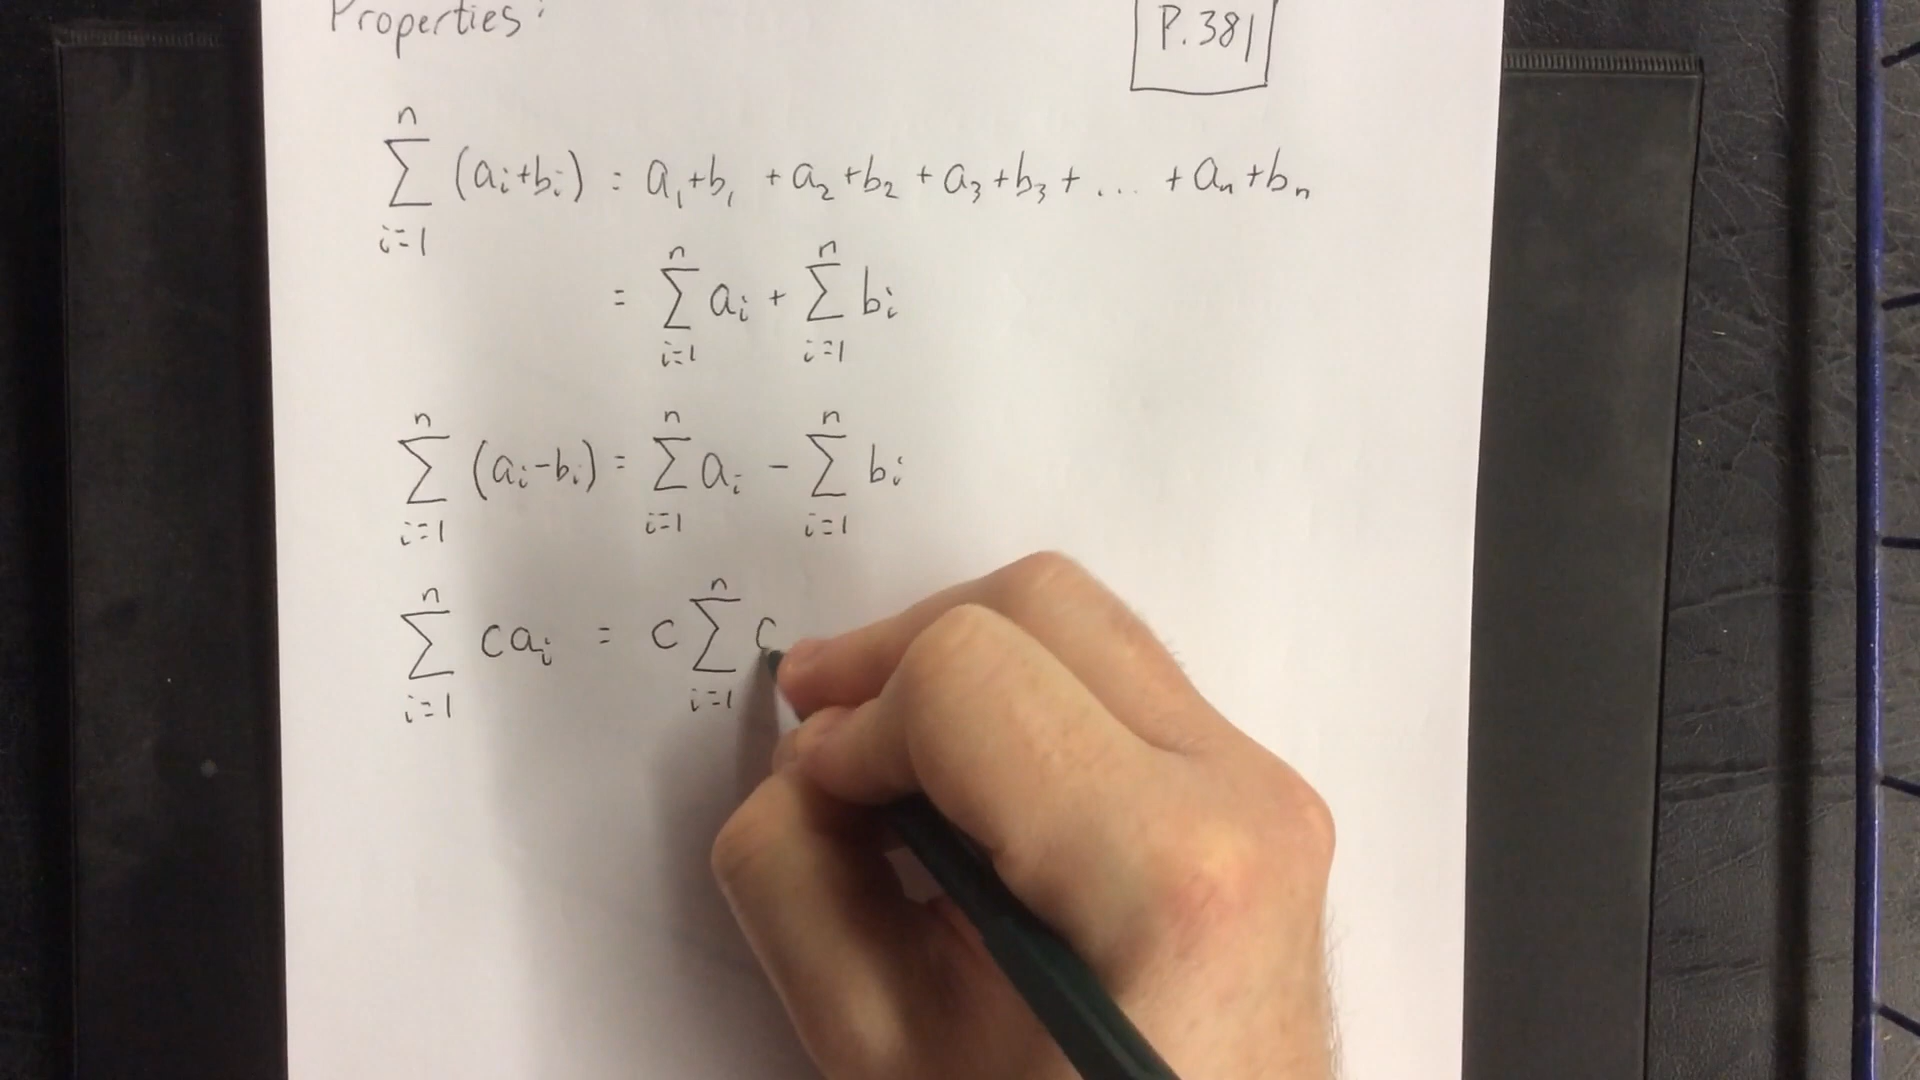 Properties:
P.381
n
∑ (aᵢ+bᵢ) = a₁+b₁ + a₂+b₂ + a₃+b₃ + ... + aₙ+bₙ
i=1
n n
= ∑ aᵢ + ∑ bᵢ
i=1 i=1
n n n
∑ (aᵢ-bᵢ) = ∑ aᵢ - ∑ bᵢ
i=1 i=1 i=1
n n
∑ caᵢ = c ∑ c
i=1 i=1